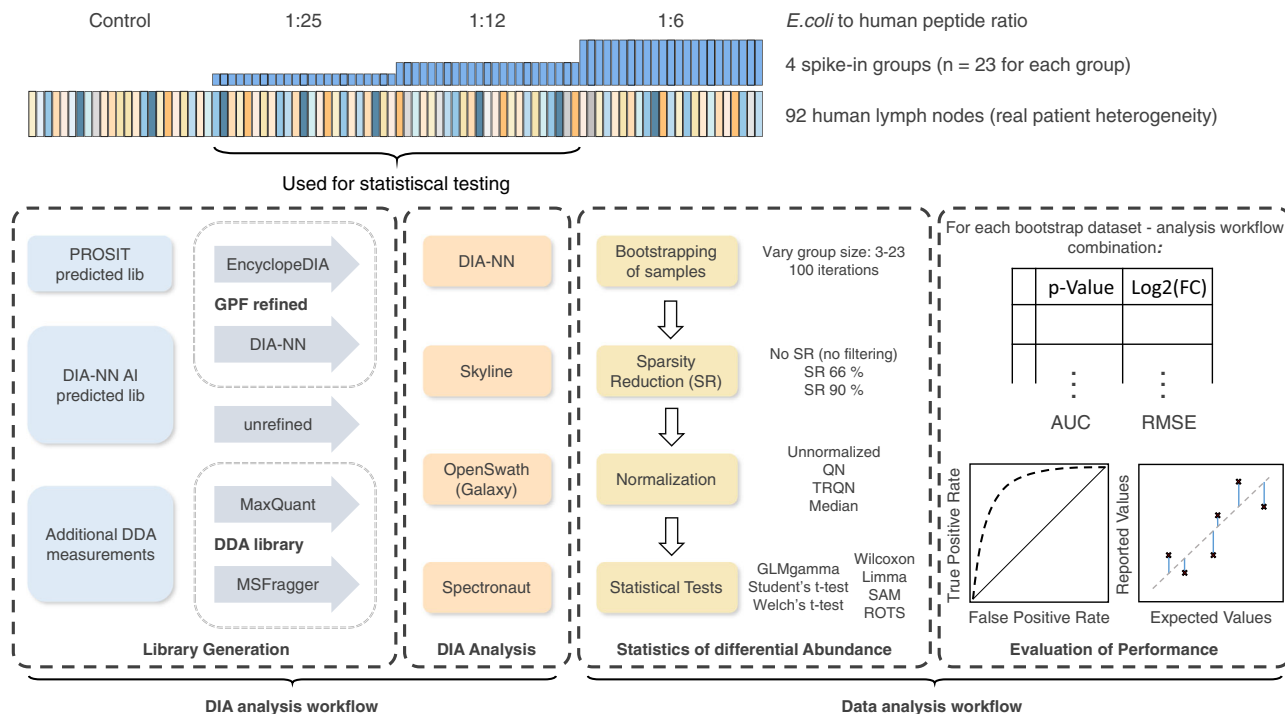 Control
1:25
1:12
1:6
E.coli to human peptide ratio
4 spike-in groups (n = 23 for each group)
92 human lymph nodes (real patient heterogeneity)
Used for statistiscal testing
PROSIT
predicted lib
DIA-NN AI
predicted lib
Additional DDA
measurements
EncyclopeDIA
GPF refined
DIA-NN
unrefined
MaxQuant
DDA library
MSFragger
Library Generation
DIA-NN
Skyline
OpenSwath
(Galaxy)
Spectronaut
DIA Analysis
Bootstrapping
of samples
Vary group size: 3-23
100 iterations
Sparsity
Reduction (SR)
No SR (no filtering)
SR 66 %
SR 90 %
Normalization
Unnormalized
QN
TRQN
Median
Statistical Tests
GLMgamma
Student's t-test
Welch's t-test
Wilcoxon
Limma
SAM
ROTS
Statistics of differential Abundance
For each bootstrap dataset - analysis workflow
combination:
p-Value
Log2(FC)
AUC
RMSE
True Positive Rate
False Positive Rate
Reported Values
Expected Values
Evaluation of Performance
DIA analysis workflow
Data analysis workflow